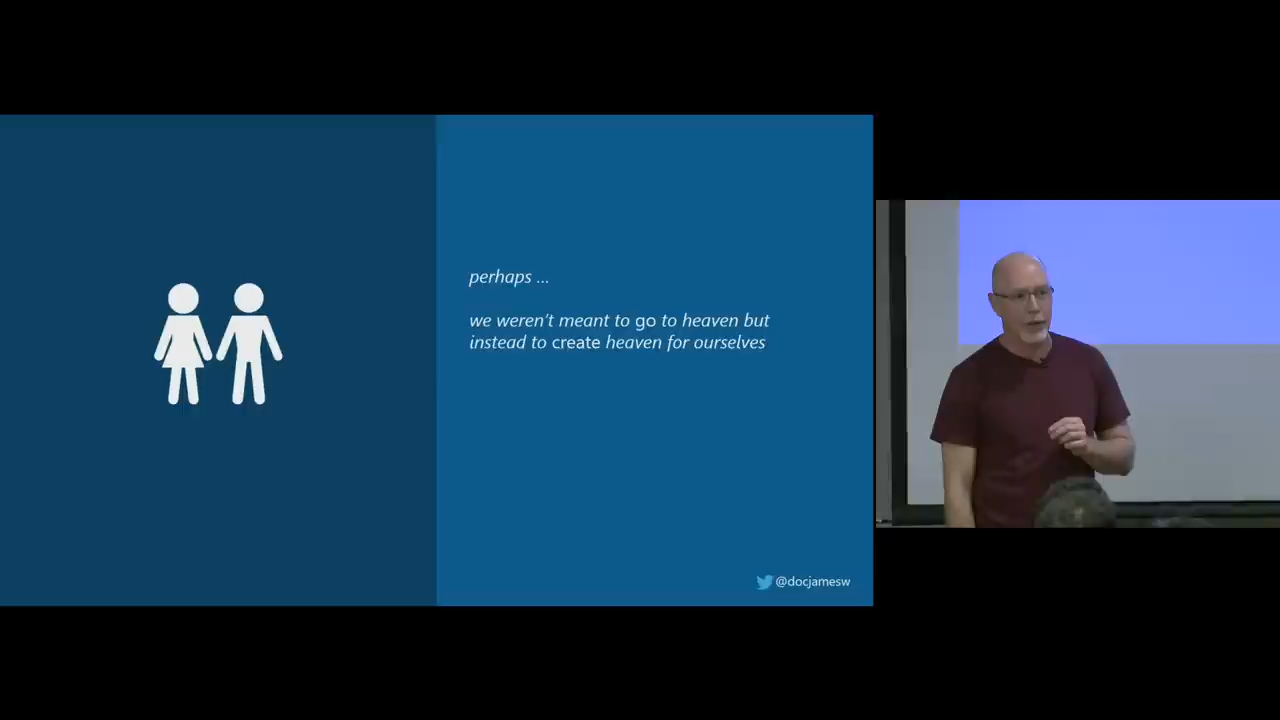 perhaps ...
we weren't meant to go to heaven but
instead to create heaven for ourselves
@docjamesw